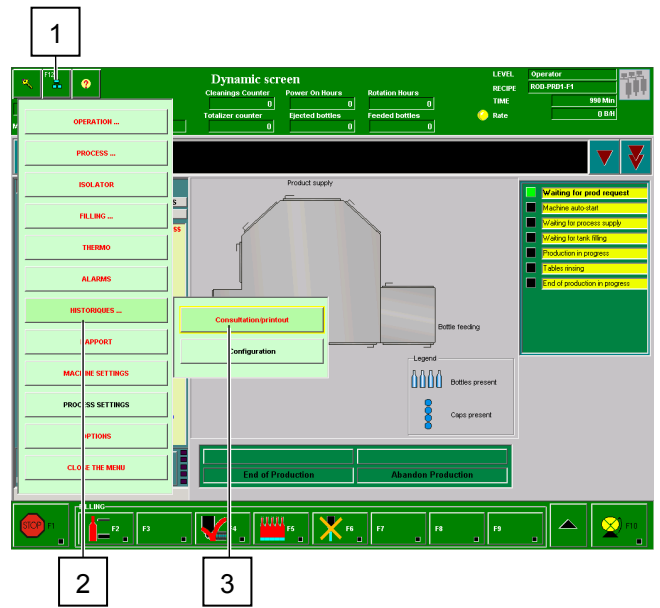 1
F12
?
Dynamic screen
Cleanings Counter
Power On Hours
Rotation Hours
0
0
0
Totalizer counter
Ejected bottles
Feeded bottles
0
0
0
LEVEL
Operator
RECIPE
ROD-PRD1-F1
TIME
990 Min
Rate
0 B/H
M
OPERATION ...
PROCESS ...
ISOLATOR
FILLING ...
THERMO
ALARMS
HISTORIQUES ...
RAPPORT
MACHINE SETTINGS
PROCESS SETTINGS
OPTIONS
CLOSE THE MENU
S
SS
Consultation/printout
Configuration
Product supply
Bottle feeding
Legend
Bottles present
Caps present
Waiting for prod request
Machine auto-start
Waiting for process supply
Waiting for tank filling
Production in progress
Tables rinsing
End of production in progress
End of Production
Abandon Production
FILLING
STOP
F1
F2
F3
F4
F5
F6
F7
F8
F9
F10
2
3